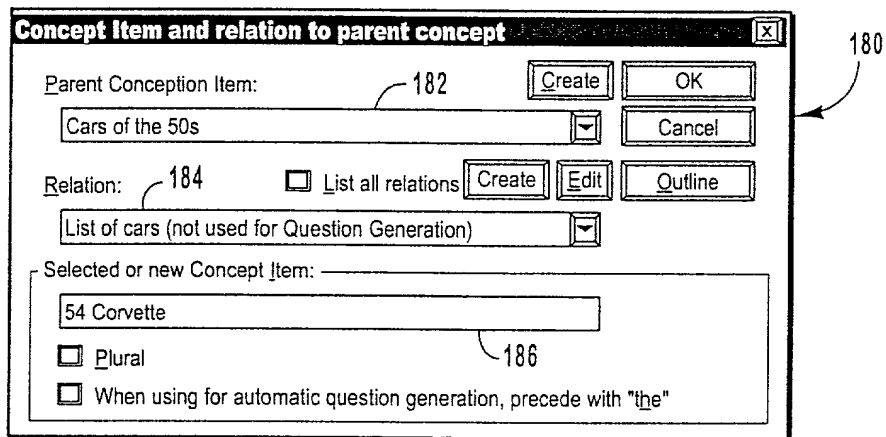 Concept Item and relation to parent concept
180
Parent Conception Item: 182 Create OK
Cars of the 50s Cancel
Relation: 184 List all relations Create Edit Outline
List of cars (not used for Question Generation)
Selected or new Concept Item:
54 Corvette
Plural 186
When using for automatic question generation, precede with "the"